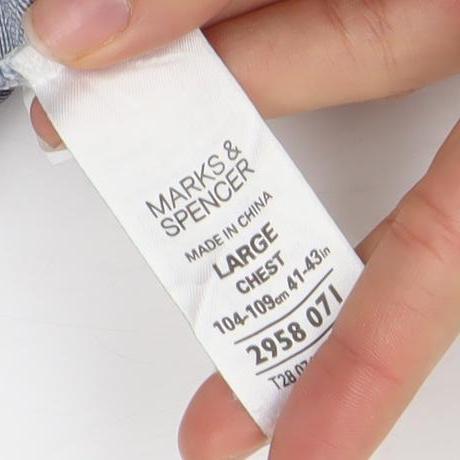 MARKS &
SPENCER
MADE IN CHINA
LARGE
CHEST
104-109cm 41-43in
2958 071